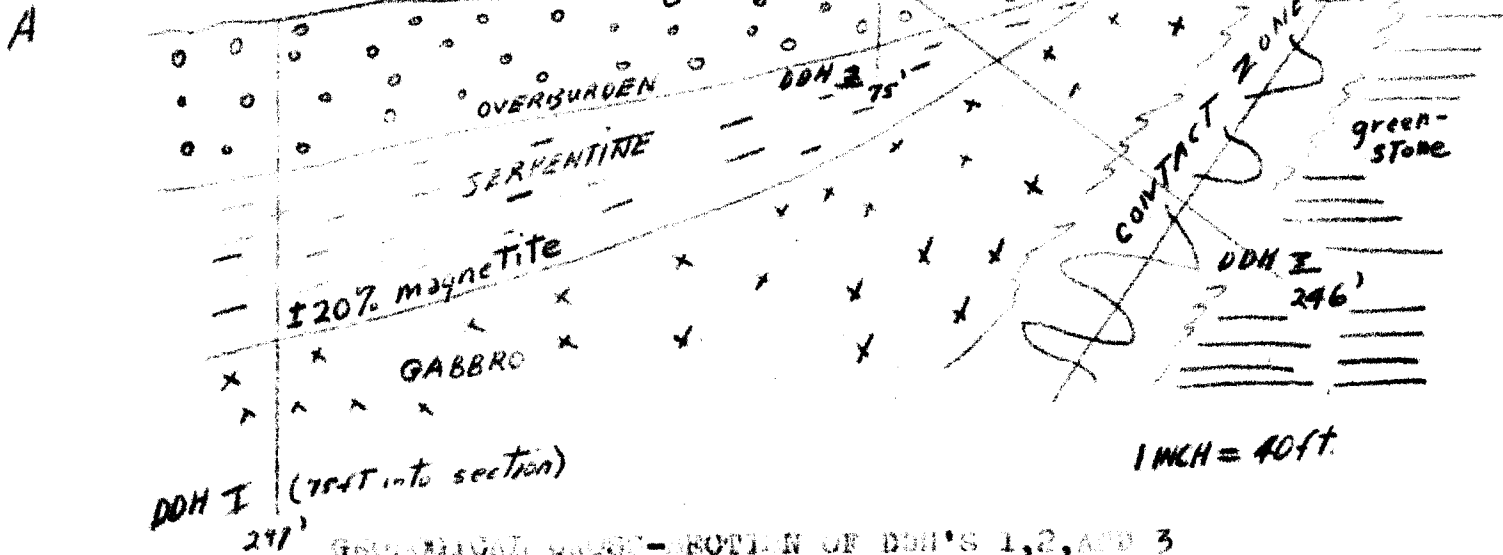 A
OVERBURDEN
DDH 2
75'
SERPENTINE
CONTACT ZONE
green-
stone
±20% magnetite
GABBRO
DDH I
246'
1 INCH = 40ft.
DDH I (75fT into section)
CROSS-SECTION OF DDH'S 1,2,AND 3